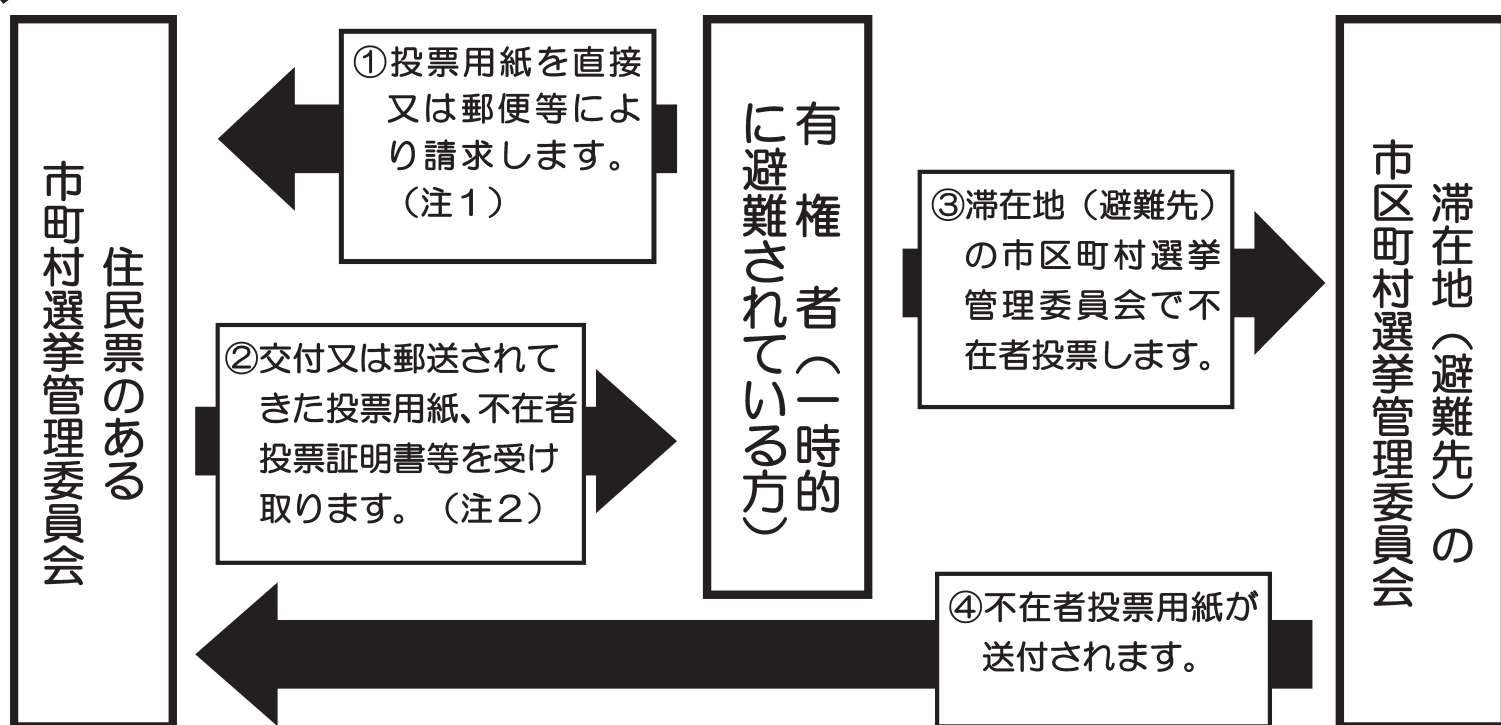 住民票のある
市町村選挙管理委員会
①投票用紙を直接
又は郵便等によ
り請求します。
（注１）
②交付又は郵送されて
きた投票用紙、不在者
投票証明書等を受け
取ります。（注２）
有権者（一時的
に避難されている方）
③滞在地（避難先）
の市区町村選挙
管理委員会で不
在者投票します。
④不在者投票用紙が
送付されます。
滞在地（避難先）の
市区町村選挙管理委員会